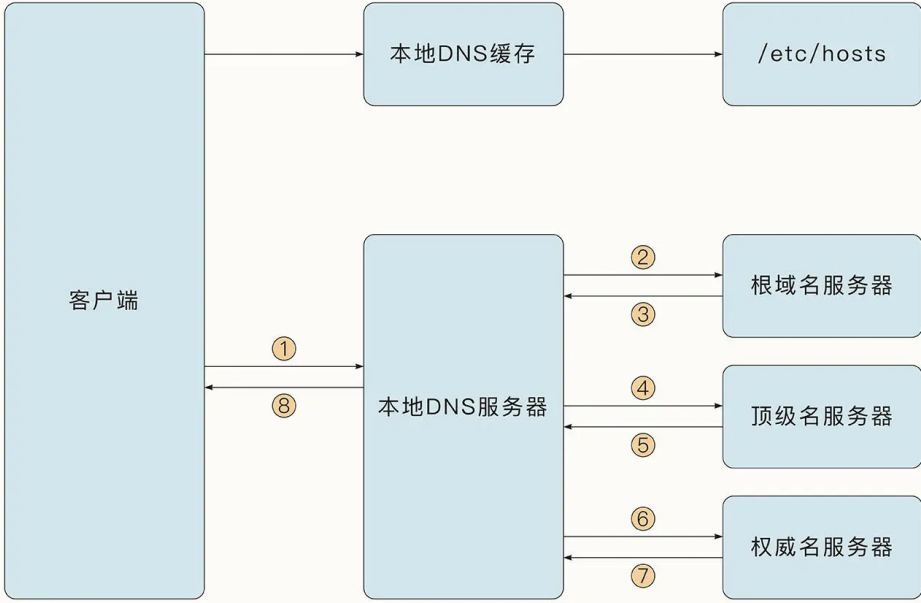 本地DNS缓存
/etc/hosts
客户端
①
⑧
本地DNS服务器
②
③
根域名服务器
④
⑤
顶级名服务器
⑥
⑦
权威名服务器